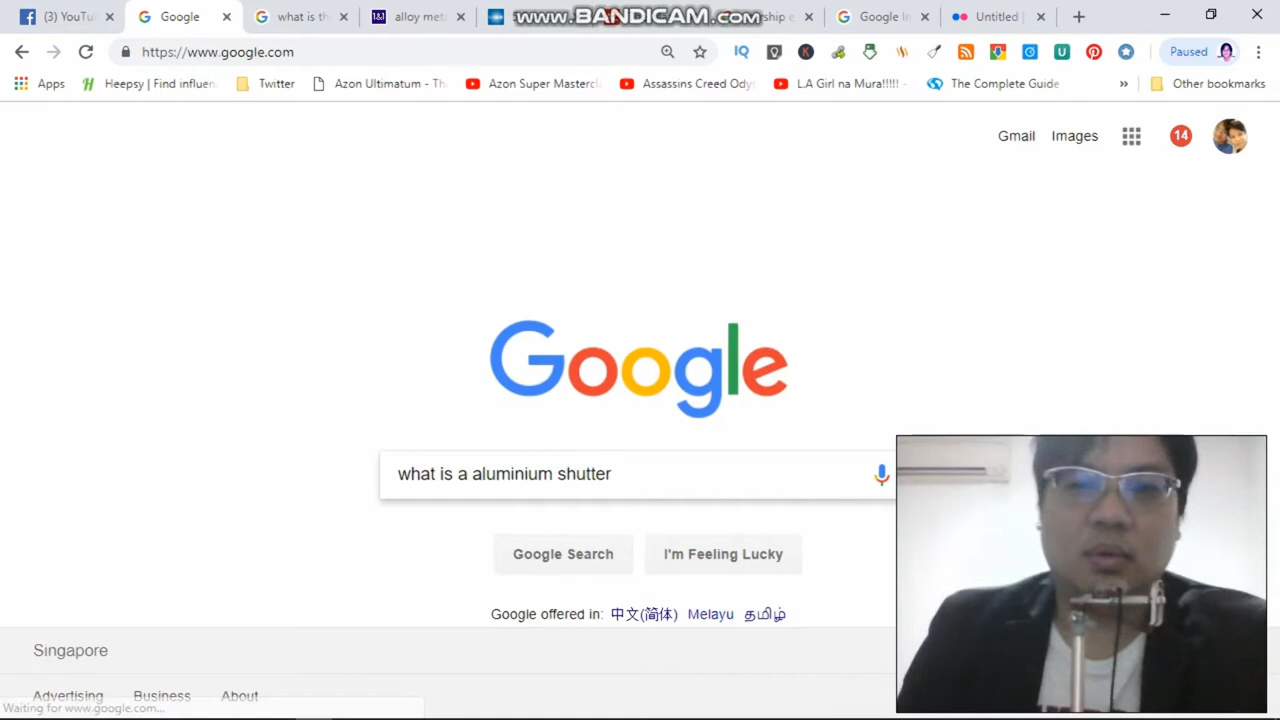 (3) YouTu
Google
what is th
alloy meta
www.BANDICAM.com
rship e
Google In
Untitled
https://www.google.com
Paused
Apps
Heepsy | Find influen
Twitter
Azon Ultimatum - Th
Azon Super Mastercla
Assassins Creed Ody
L.A Girl na Mura!!!!! -
The Complete Guide
Other bookmarks
Gmail
Images
14
Google
what is a aluminium shutter
Google Search
I'm Feeling Lucky
Google offered in: 中文(简体) Melayu தமிழ்
Singapore
Advertising
Business
About
Waiting for www.google.com...